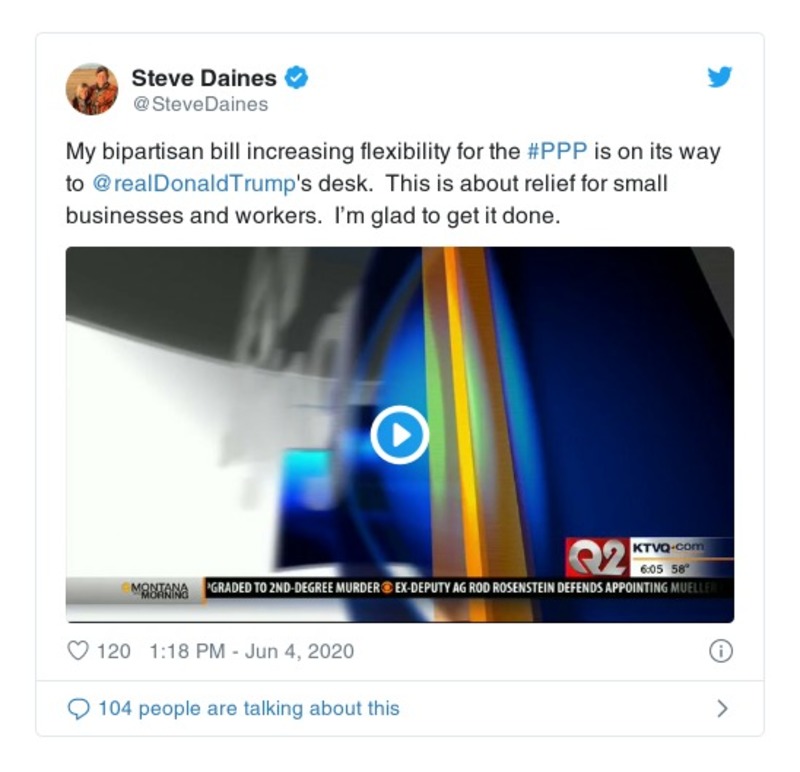 Steve Daines
@SteveDaines
My bipartisan bill increasing flexibility for the #PPP is on its way
to @realDonaldTrump's desk.  This is about relief for small
businesses and workers.  I’m glad to get it done.
Q2
KTVQ.com
6:05 58°
MONTANA
MORNING
GRADED TO 2ND-DEGREE MURDER EX-DEPUTY AG ROD ROSENSTEIN DEFENDS APPOINTING MUELLER
120 1:18 PM - Jun 4, 2020
104 people are talking about this